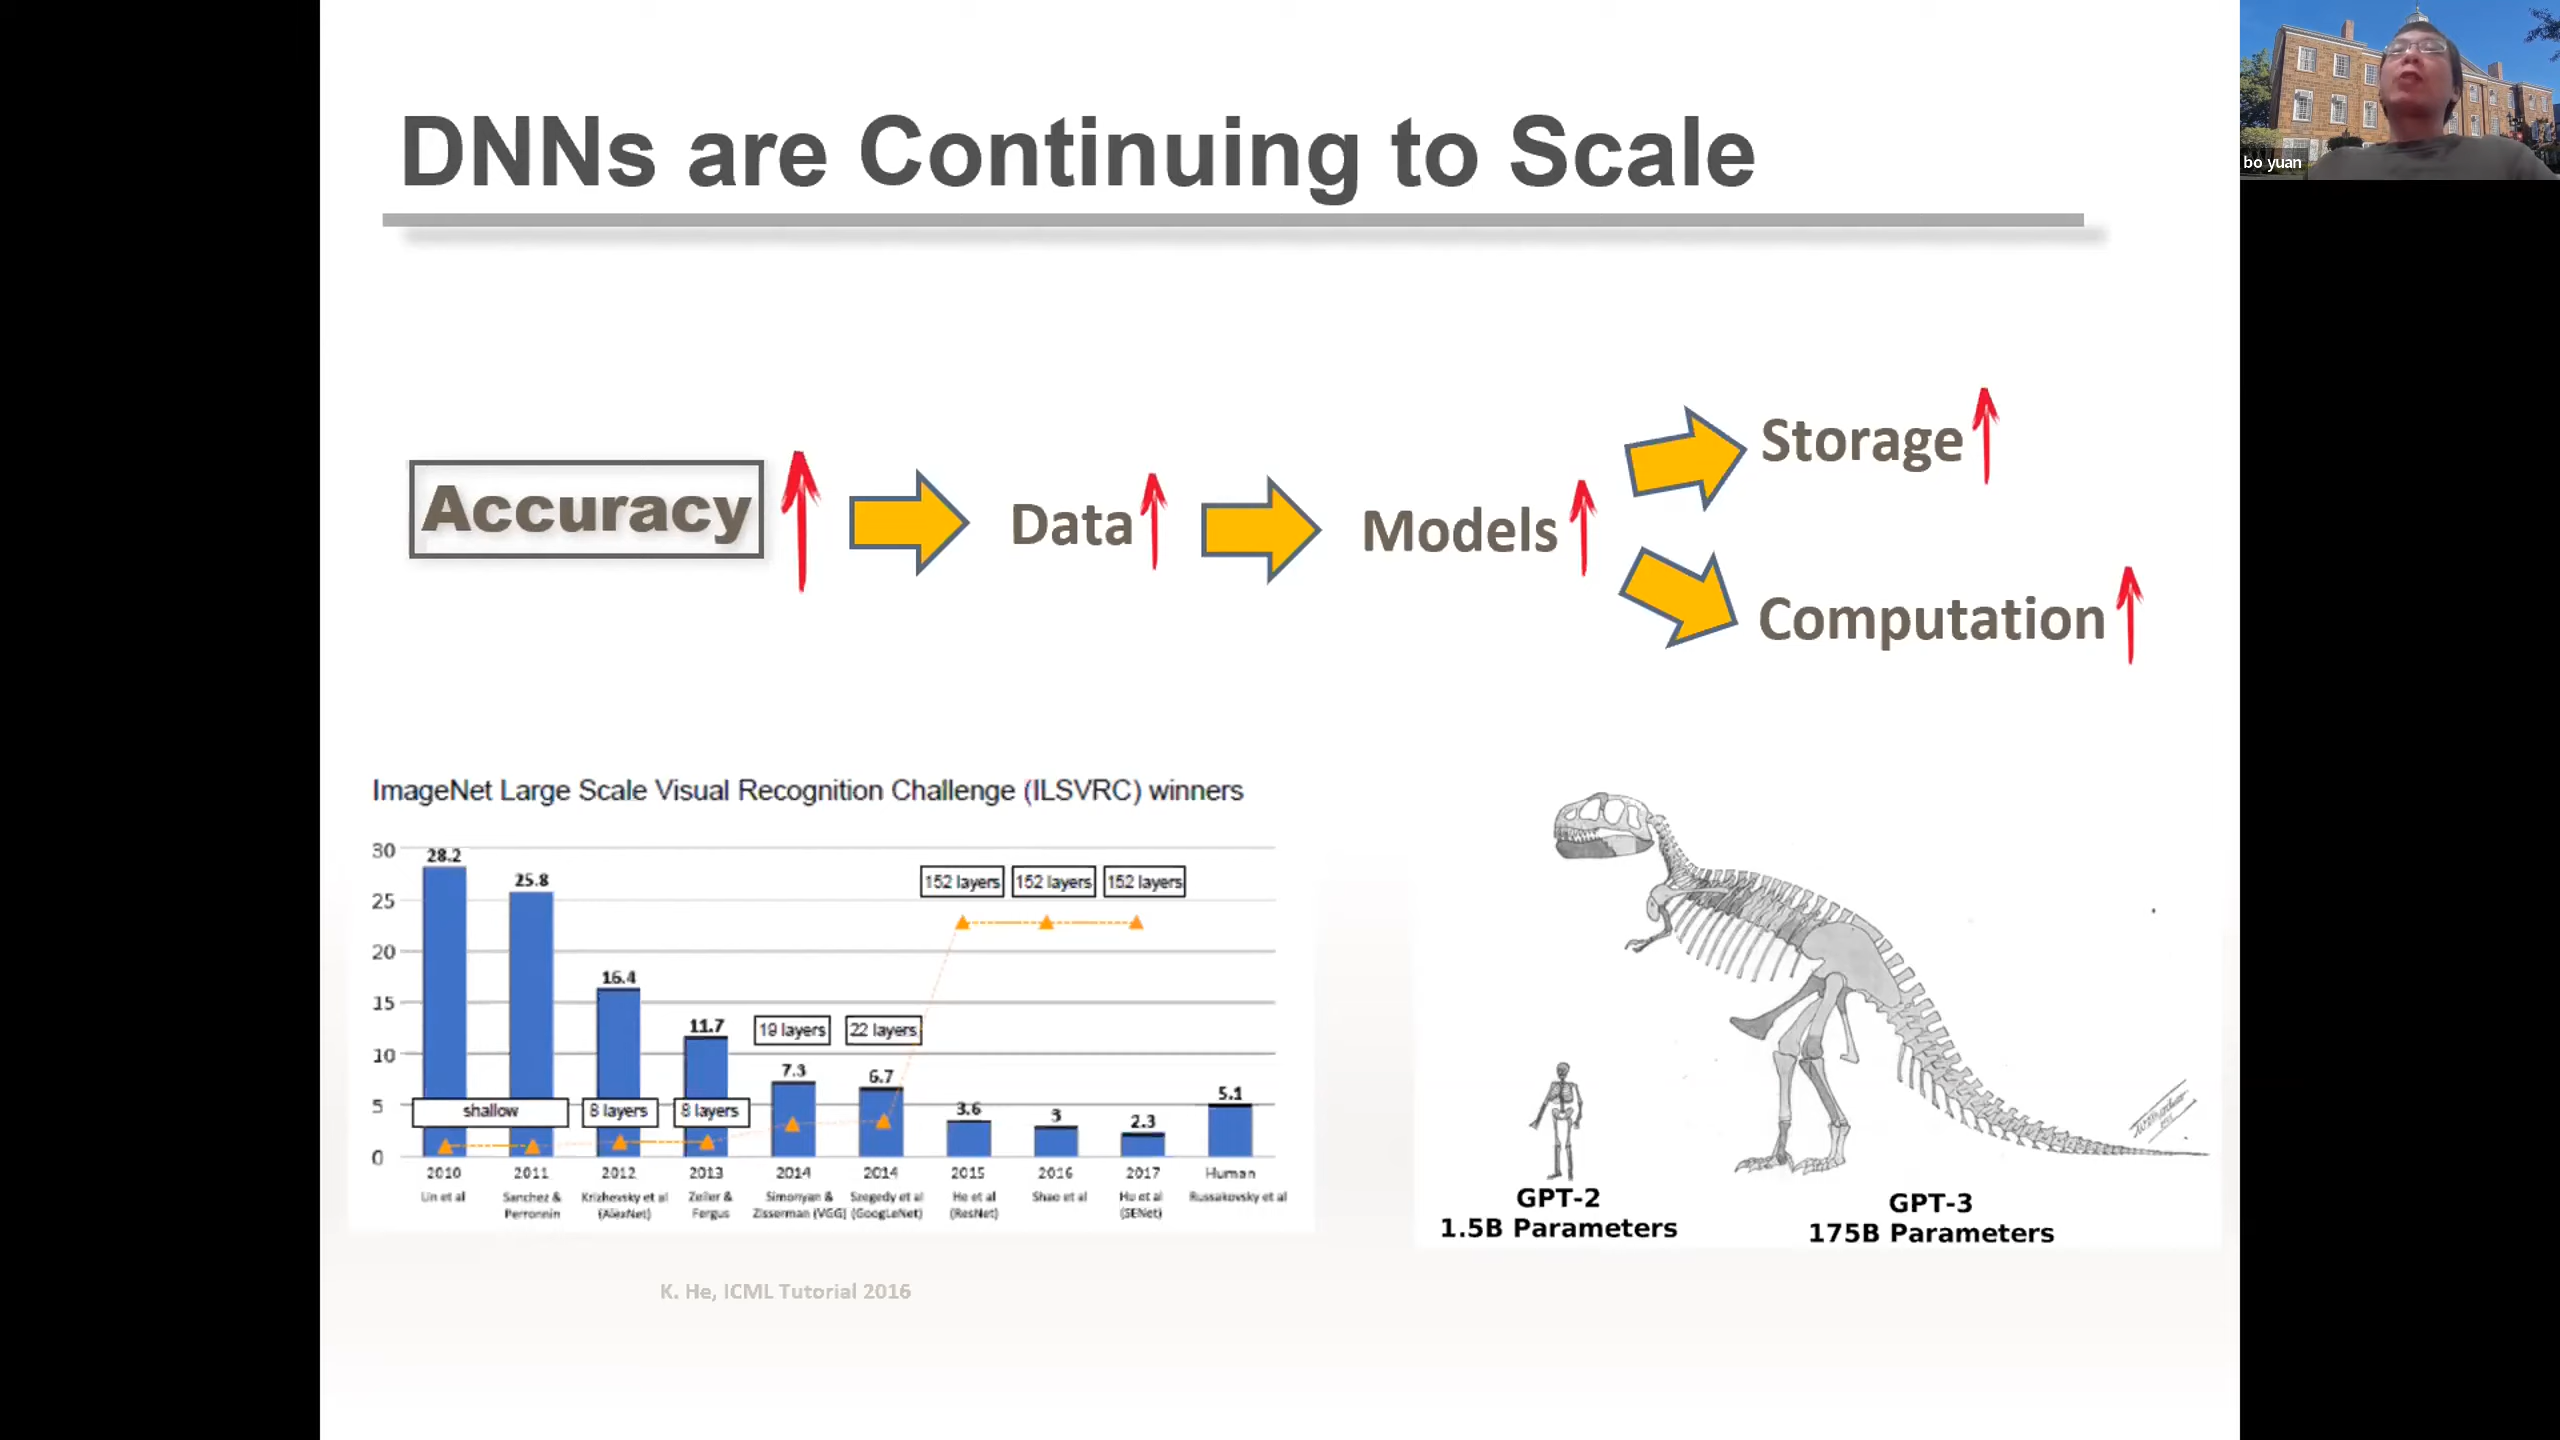 DNNs are Continuing to Scale
bo yuan
Accuracy
Data
Models
Storage
Computation
ImageNet Large Scale Visual Recognition Challenge (ILSVRC) winners
30
25
20
15
10
5
0
28.2
25.8
16.4
11.7
7.3
6.7
3.6
3
2.3
5.1
shallow
8 layers
8 layers
19 layers
22 layers
152 layers
152 layers
152 layers
2010
2011
2012
2013
2014
2014
2015
2016
2017
Human
Lin et al
Sanchez &
Perronnin
Krizhevsky et al
(AlexNet)
Zeiler &
Fergus
Simonyan &
Zisserman (VGG)
Szegedy et al
(GoogLeNet)
He et al
(ResNet)
Shao et al
Hu et al
(SENet)
Russakovsky et al
GPT-2
1.5B Parameters
GPT-3
175B Parameters
K. He, ICML Tutorial 2016